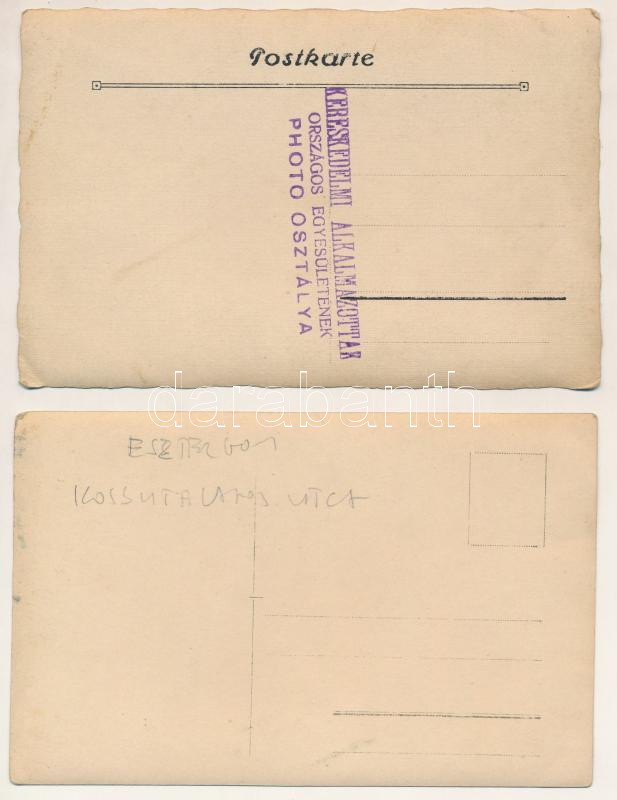 Postkarte
KERESKEDELMI ALKALMAZOTTAK
ORSZÁGOS EGYESÜLETÉNEK
PHOTO OSZTÁLYA
darabanth
ESZTERGOM
KOSSUTH LAJOS UTCA